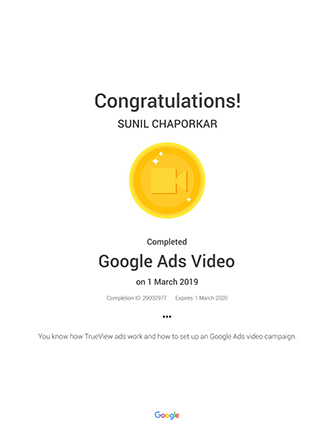 Congratulations!
SUNIL CHAPORKAR
Completed
Google Ads Video
on 1 March 2019
Completion ID: 29002977 Expires: 1 March 2020
•••
You know how TrueView ads work and how to set up an Google Ads video campaign.
Google